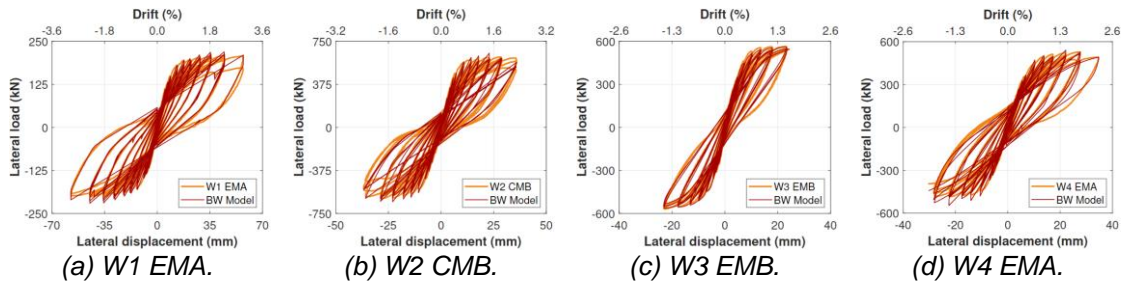 Drift (%)
-3.6 -1.8 0.0 1.8 3.6
250
125
0
-125
-250
Lateral load (kN)
W1 EMA
BW Model
-70 -35 0 35 70
Lateral displacement (mm)
(a) W1 EMA.
Drift (%)
-3.2 -1.6 0.0 1.6 3.2
750
375
0
-375
-750
Lateral load (kN)
W2 CMB
BW Model
-50 -25 0 25 50
Lateral displacement (mm)
(b) W2 CMB.
Drift (%)
-2.6 -1.3 0.0 1.3 2.6
600
300
0
-300
-600
Lateral load (kN)
W3 EMB
BW Model
-40 -20 0 20 40
Lateral displacement (mm)
(c) W3 EMB.
Drift (%)
-2.6 -1.3 0.0 1.3 2.6
600
300
0
-300
-600
Lateral load (kN)
W4 EMA
BW Model
-40 -20 0 20 40
Lateral displacement (mm)
(d) W4 EMA.